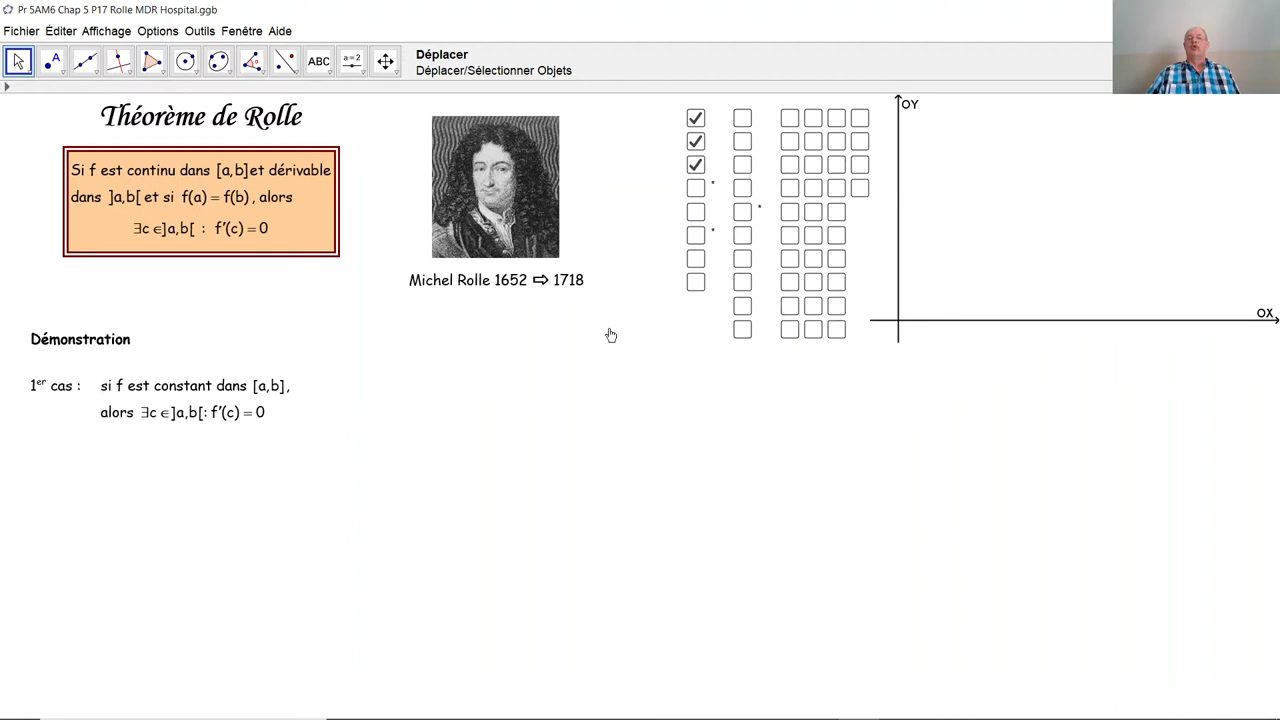 Pr 5AM6 Chap 5 P17 Rolle MDR Hospital.ggb
Fichier Éditer Affichage Options Outils Fenêtre Aide
A
ABC
a=2
Déplacer
Déplacer/Sélectionner Objets
Théorème de Rolle
Si f est continu dans [a,b] et dérivable
dans ]a,b[ et si f(a) = f(b), alors
∃c ∈]a,b[ : f'(c) = 0
Michel Rolle 1652 ⇨ 1718
OY
OX
Démonstration
1er cas : si f est constant dans [a,b],
alors ∃c ∈]a,b[: f'(c) = 0